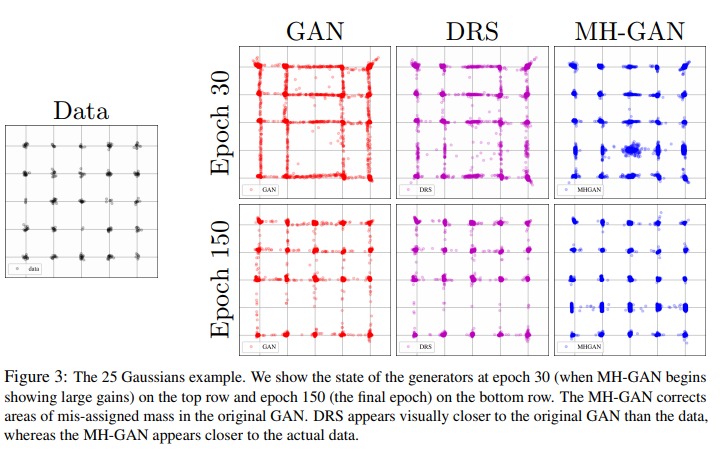 GAN DRS MH-GAN
Data
Epoch 30
data
GAN
DRS
MHGAN
Epoch 150
GAN
DRS
MHGAN
Figure 3: The 25 Gaussians example. We show the state of the generators at epoch 30 (when MH-GAN begins
showing large gains) on the top row and epoch 150 (the final epoch) on the bottom row. The MH-GAN corrects
areas of mis-assigned mass in the original GAN. DRS appears visually closer to the original GAN than the data,
whereas the MH-GAN appears closer to the actual data.